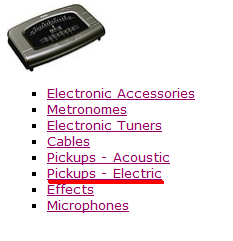 Electronic Accessories
Metronomes
Electronic Tuners
Cables
Pickups - Acoustic
Pickups - Electric
Effects
Microphones